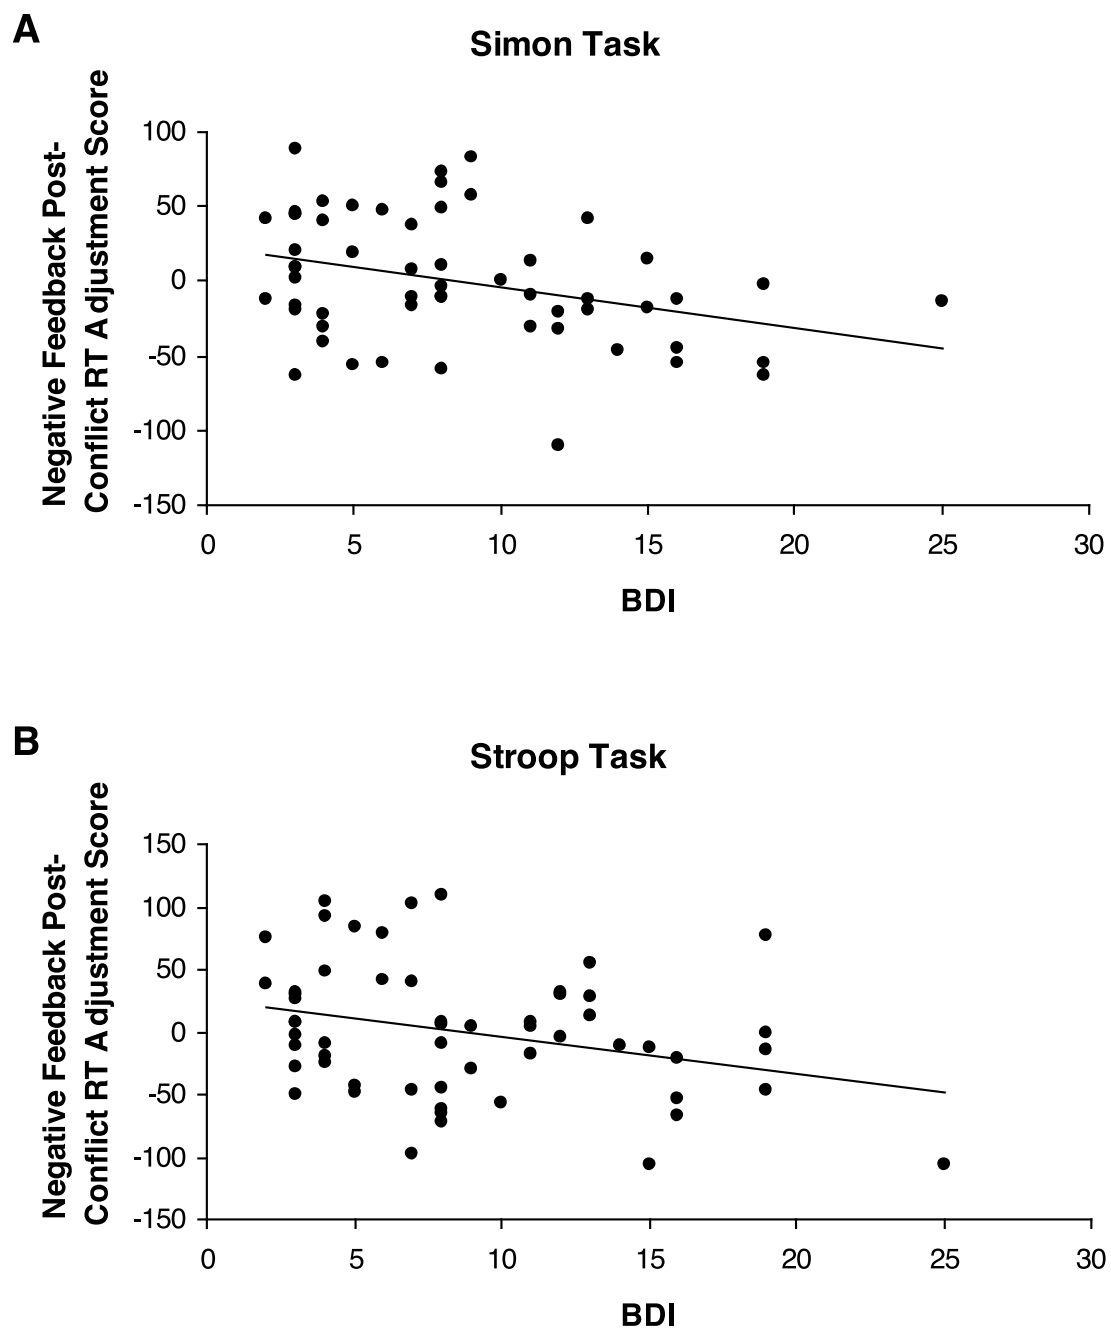 A
Simon Task
Negative Feedback Post-
Conflict RT Adjustment Score
100
50
0
-50
-100
-150
0 5 10 15 20 25 30
BDI
B
Stroop Task
Negative Feedback Post-
Conflict RT Adjustment Score
150
100
50
0
-50
-100
-150
0 5 10 15 20 25 30
BDI